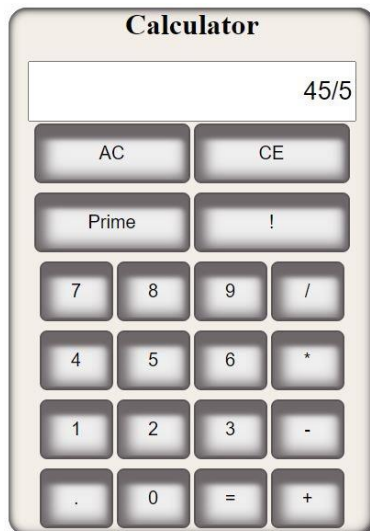 Calculator
45/5
AC CE
Prime !
7 8 9 /
4 5 6 *
1 2 3 -
. 0 = +